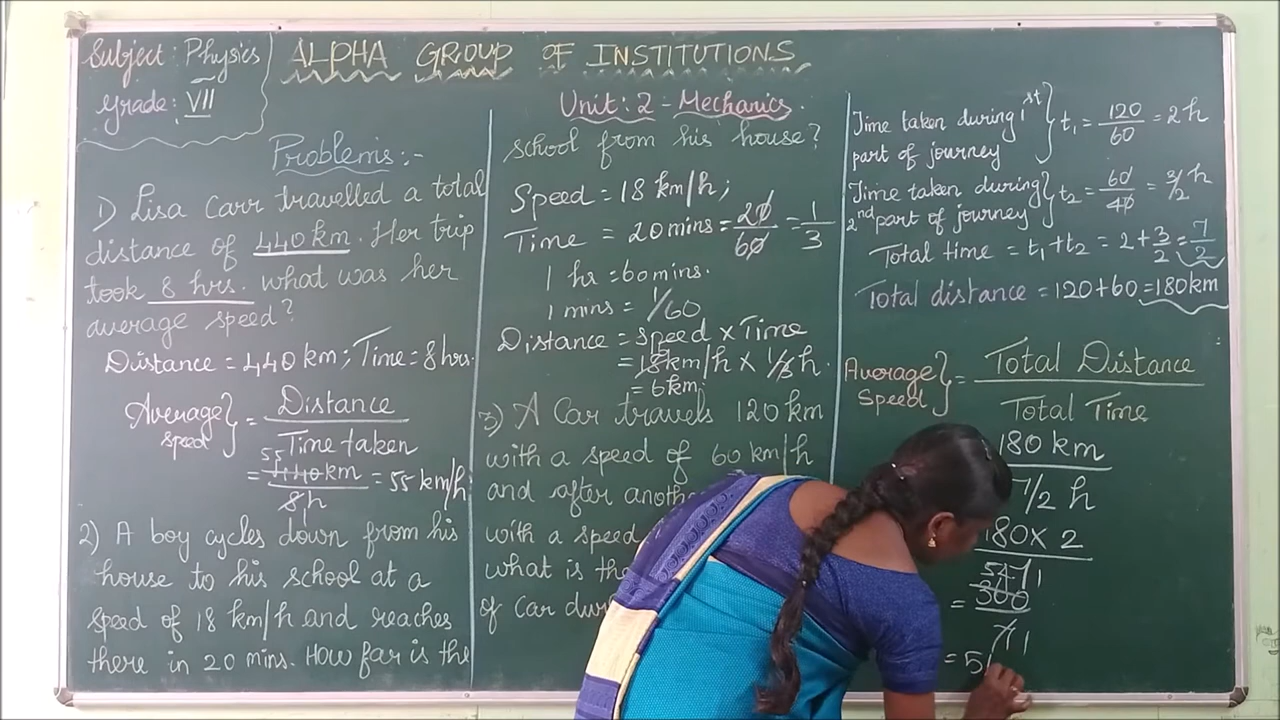 Subject: Physics
Grade: VII
ALPHA GROUP OF INSTITUTIONS
Unit: 2 - Mechanics.
Problems:-
1) Lisa Carr travelled a total
distance of 440 km. Her trip
took 8 hrs. what was her
average speed?
Distance = 440 km; Time = 8 hrs.
Average speed } = Distance / Time taken
= 440 km / 8 h = 55 km/h
55
1
2) A boy cycles down from his
house to his school at a
speed of 18 km/h and reaches
there in 20 mins. How far is the
school from his house?
Speed = 18 km/h;
Time = 20 mins = 20/60 = 1/3
1 hs = 60 mins.
1 mins = 1/60
Distance = speed x Time
= 18 km/h x 1/3 h.
= 6 km;
3) A Car travels 120 km
with a speed of 60 km/h
and after anoth
with a speed
what is the
of car du
Time taken during 1st part of journey } t1 = 120/60 = 2 h
Time taken during 2nd part of journey } t2 = 60/40 = 3/2 h
Total time = t1 + t2 = 2 + 3/2 = 7/2
Total distance = 120 + 60 = 180 km
Average Speed } = Total Distance / Total Time
180 km
7/2 h
180 x 2
= 
7 1
= 5